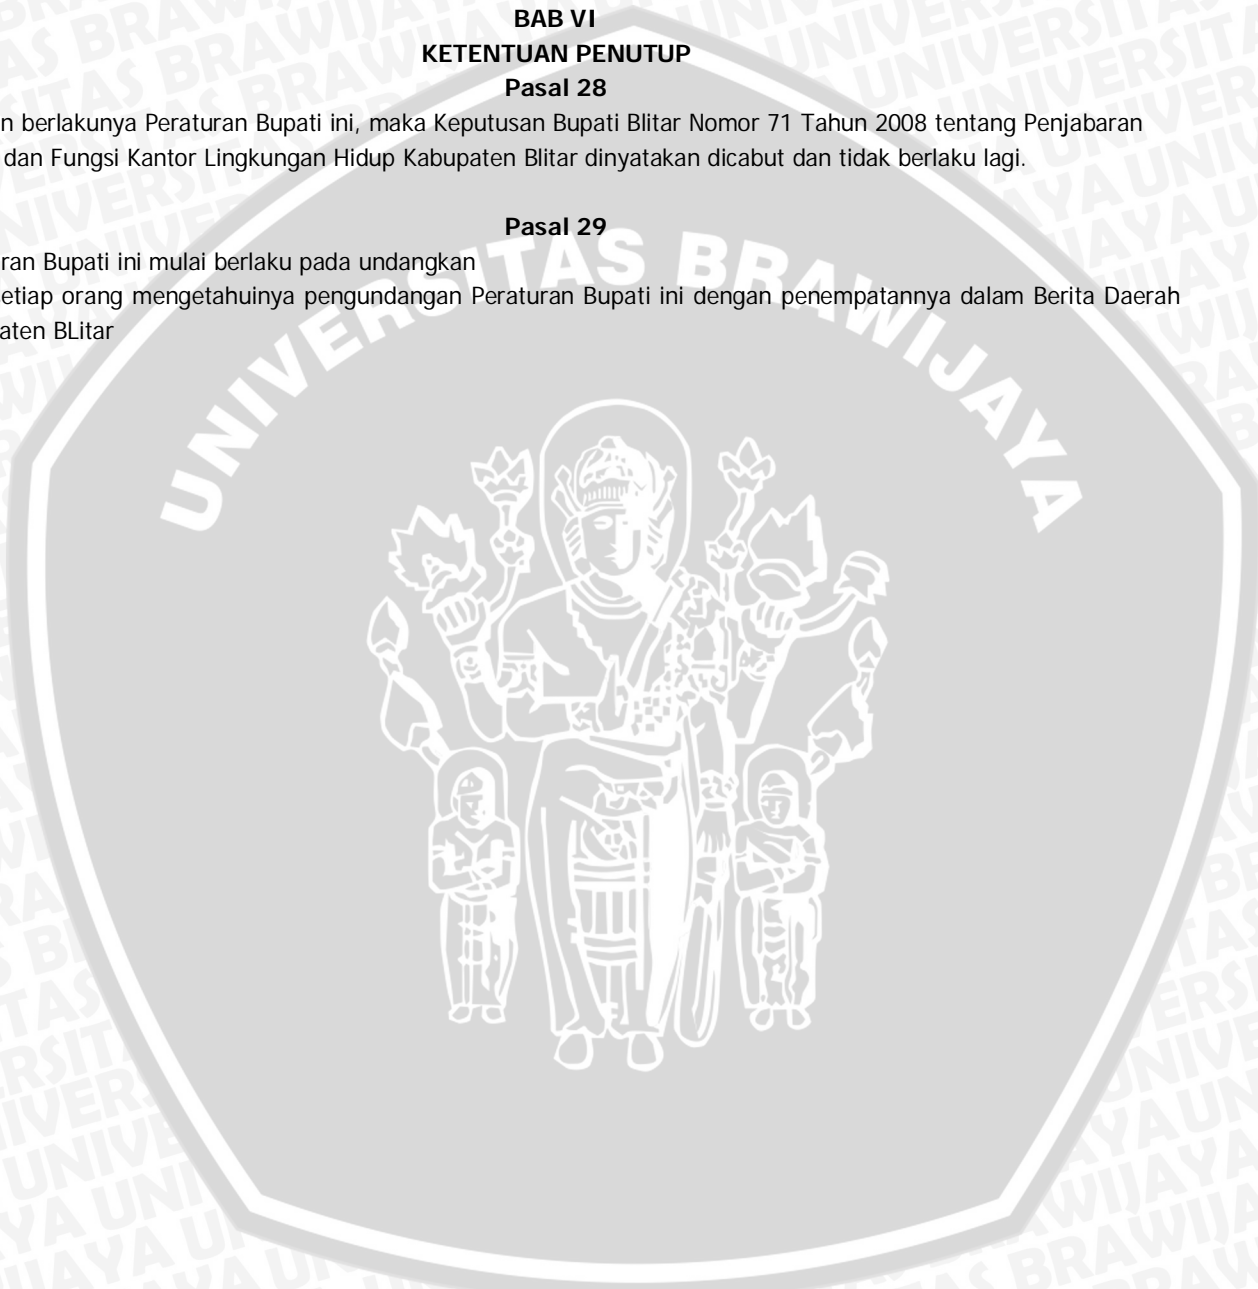 BAB VI
KETENTUAN PENUTUP
Pasal 28
n berlakunya Peraturan Bupati ini, maka Keputusan Bupati Blitar Nomor 71 Tahun 2008 tentang Penjabaran
dan Fungsi Kantor Lingkungan Hidup Kabupaten Blitar dinyatakan dicabut dan tidak berlaku lagi.
Pasal 29
ran Bupati ini mulai berlaku pada undangkan
etiap orang mengetahuinya pengundangan Peraturan Bupati ini dengan penempatannya dalam Berita Daerah
aten BLitar
UNIVERSITAS BRAWIJAYA